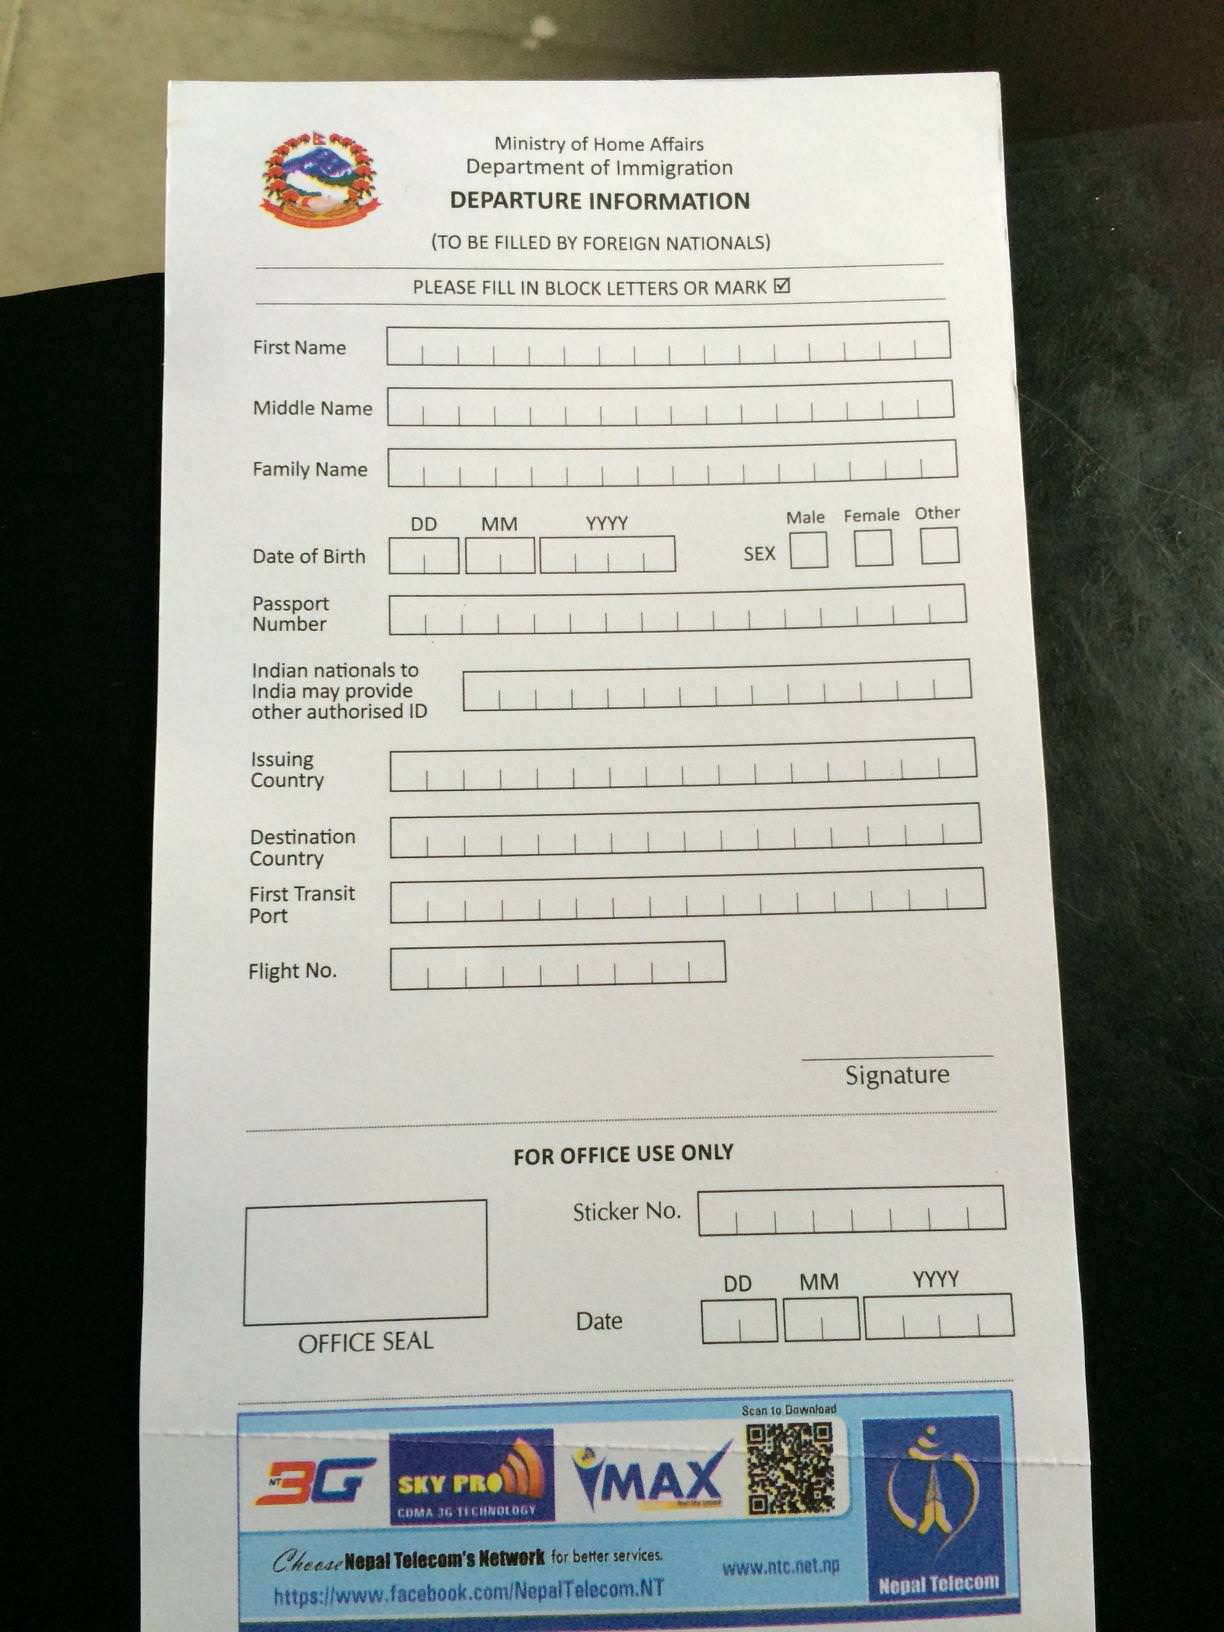 Ministry of Home Affairs
Department of Immigration
DEPARTURE INFORMATION
(TO BE FILLED BY FOREIGN NATIONALS)
PLEASE FILL IN BLOCK LETTERS OR MARK ☑
First Name
Middle Name
Family Name
DD MM YYYY
Male Female Other
Date of Birth
SEX
Passport
Number
Indian nationals to
India may provide
other authorised ID
Issuing
Country
Destination
Country
First Transit
Port
Flight No.
Signature
FOR OFFICE USE ONLY
Sticker No.
DD MM YYYY
Date
OFFICE SEAL
Scan to Download
NT 3G
SKY PRO
CDMA 3G TECHNOLOGY
iMAX
Choose Nepal Telecom's Network for better services.
www.ntc.net.np
https://www.facebook.com/NepalTelecom.NT
Nepal Telecom